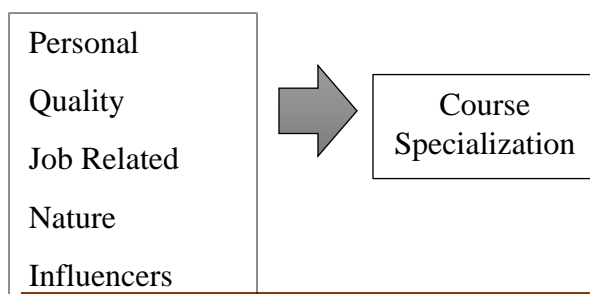 Personal
Quality
Job Related
Nature
Influencers
Course
Specialization